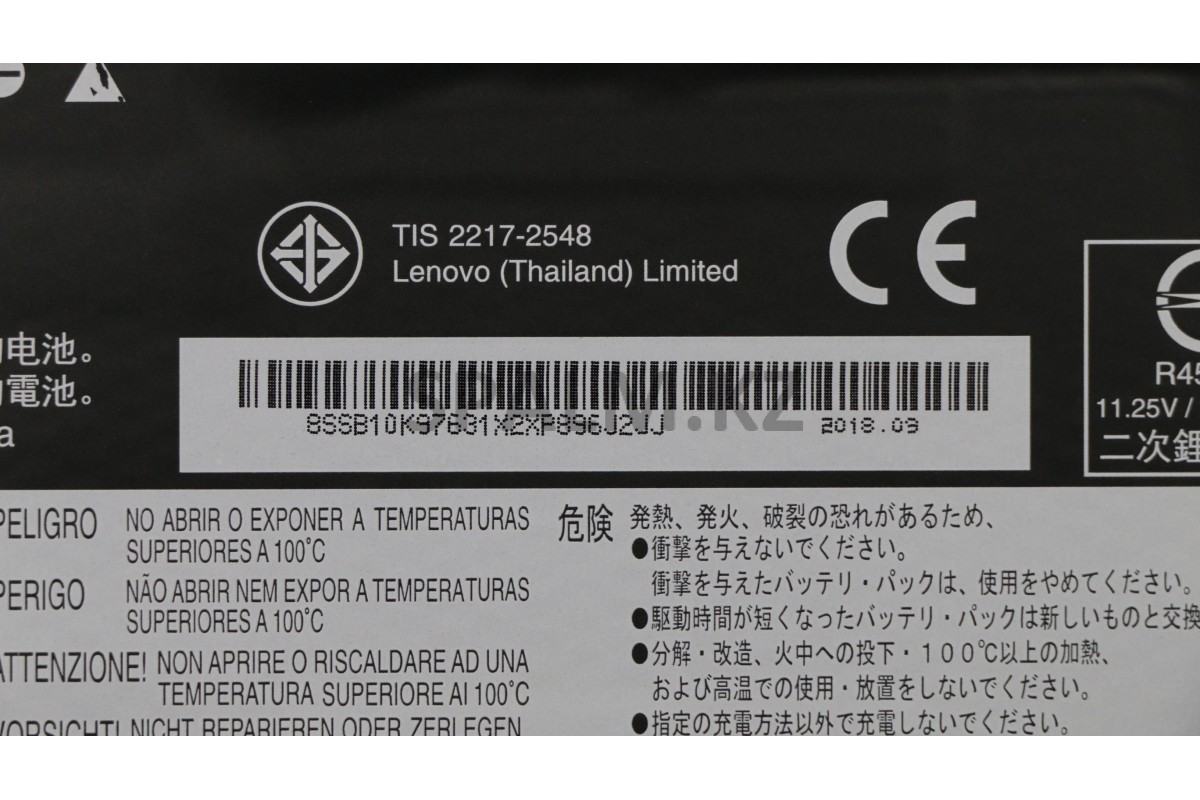 TIS 2217-2548
Lenovo (Thailand) Limited
CE
电池。
電池。
a
8SSB10K97631X2XP896J2JJ
2018.09
SPATM.KZ
R45
11.25V /
二次鋰
PELIGRO NO ABRIR O EXPONER A TEMPERATURAS
SUPERIORES A 100°C
PERIGO NÃO ABRIR NEM EXPOR A TEMPERATURAS
SUPERIORES A 100°C
ATTENZIONE! NON APRIRE O RISCALDARE AD UNA
TEMPERATURA SUPERIORE AI 100°C
VORSICHT! NICHT REPARIEREN ODER ZERLEGEN
危険 発熱、発火、破裂の恐れがあるため、
●衝撃を与えないでください。
衝撃を与えたバッテリ・パックは、使用をやめてください。
●駆動時間が短くなったバッテリ・パックは新しいものと交換
●分解・改造、火中への投下・100℃以上の加熱、
および高温での使用・放置をしないでください。
●指定の充電方法以外で充電しないでください。